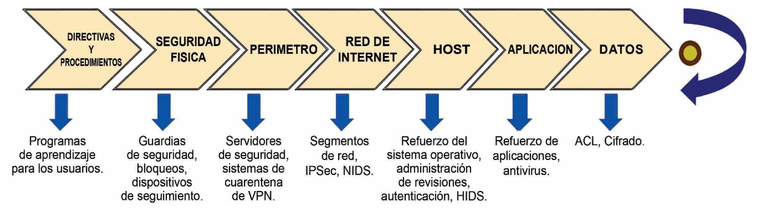 DIRECTIVAS
Y
PROCEDIMIENTOS
SEGURIDAD
FISICA
PERIMETRO
RED DE
INTERNET
HOST
APLICACION
DATOS
Programas
de aprendizaje
para los usuarios.
Guardias
de seguridad,
bloqueos,
dispositivos
de seguimiento.
Servidores
de seguridad,
sistemas de
cuarentena
de VPN.
Segmentos
de red,
IPSec, NIDS.
Refuerzo del
sistema operativo,
administración
de revisiones,
autenticación, HIDS.
Refuerzo de
aplicaciones,
antivirus.
ACL, Cifrado.